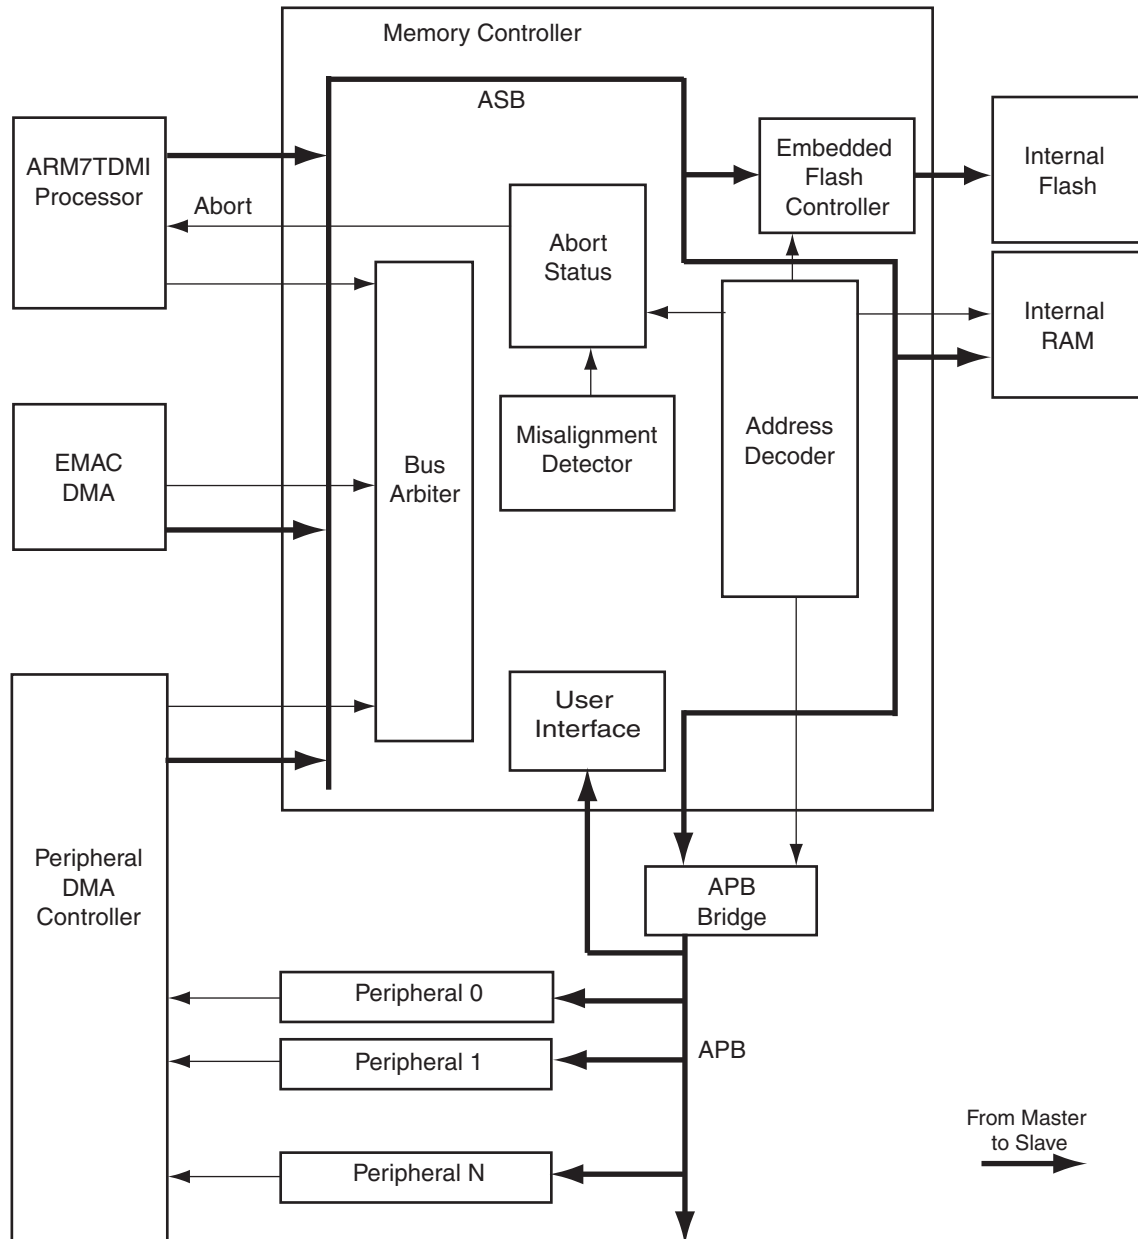 Memory Controller
ASB
ARM7TDMI
Processor
Abort
Embedded
Flash
Controller
Internal
Flash
Abort
Status
Internal
RAM
EMAC
DMA
Bus
Arbiter
Misalignment
Detector
Address
Decoder
User
Interface
Peripheral
DMA
Controller
APB
Bridge
Peripheral 0
Peripheral 1
APB
Peripheral N
From Master
to Slave